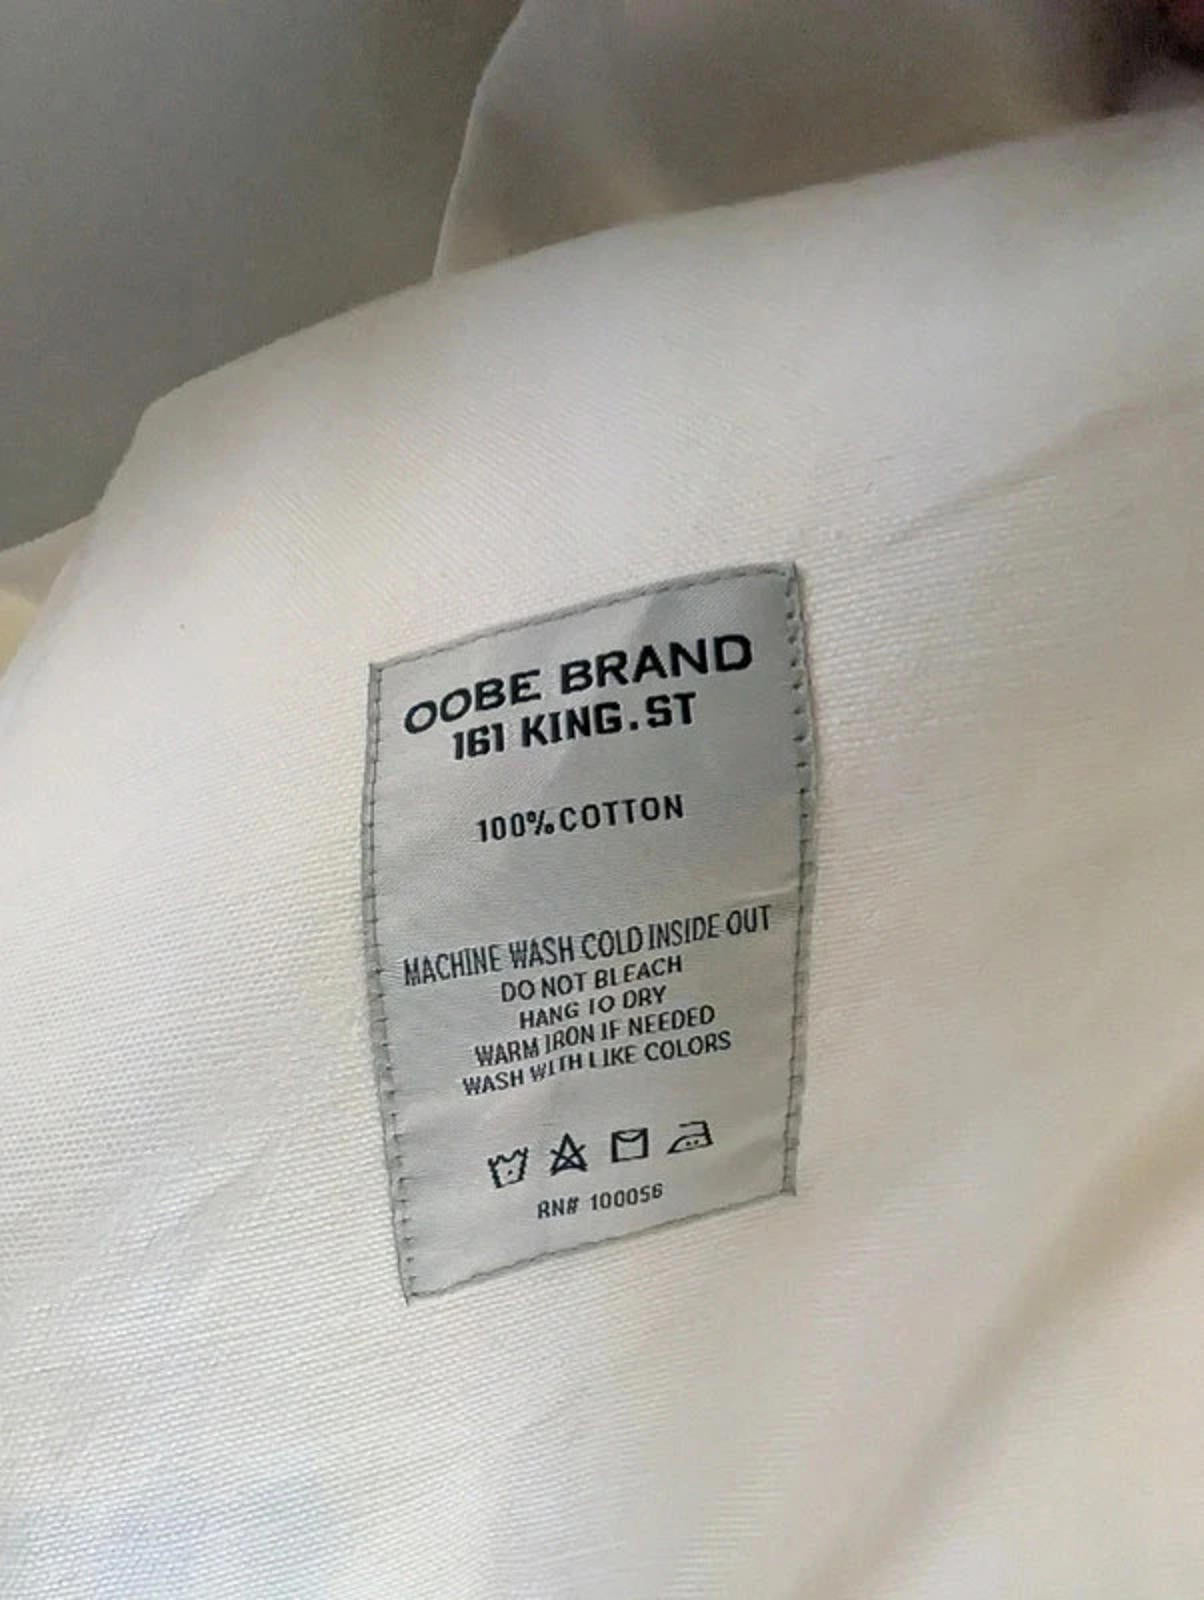 OOBE BRAND
161 KING.ST
100%COTTON
MACHINE WASH COLD INSIDE OUT
DO NOT BLEACH
HANG TO DRY
WARM IRON IF NEEDED
WASH WITH LIKE COLORS
RN# 100056